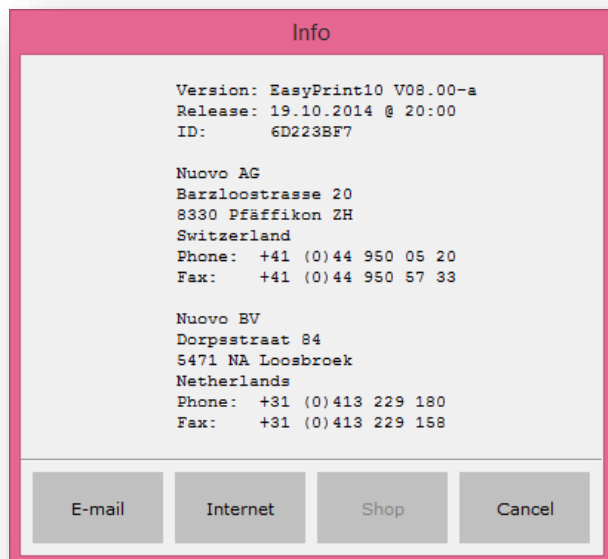 Info
Version: EasyPrint10 V08.00-a
Release: 19.10.2014 @ 20:00
ID: 6D223BF7
Nuovo AG
Barzloostrasse 20
8330 Pfäffikon ZH
Switzerland
Phone: +41 (0)44 950 05 20
Fax: +41 (0)44 950 57 33
Nuovo BV
Dorpsstraat 84
5471 NA Loosbroek
Netherlands
Phone: +31 (0)413 229 180
Fax: +31 (0)413 229 158
E-mail Internet Shop Cancel